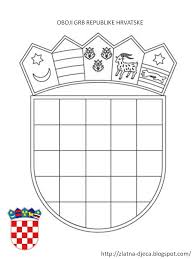 OBOJI GRB REPUBLIKE HRVATSKE
http://zlatna-djeca.blogspot.com/